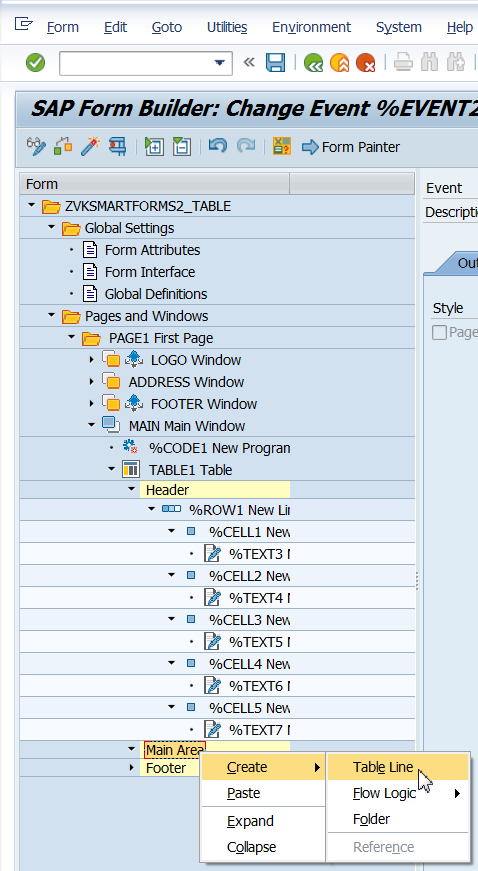 Form Edit Goto Utilities Environment System Help
SAP Form Builder: Change Event %EVENT2
Form Painter
Form
Event
ZVKSMARTFORMS2_TABLE
Descripti
Global Settings
Form Attributes
Out
Form Interface
Global Definitions
Style
Pages and Windows
Page
PAGE1 First Page
LOGO Window
ADDRESS Window
FOOTER Window
MAIN Main Window
%CODE1 New Program
TABLE1 Table
Header
%ROW1 New Lin
%CELL1 New
%TEXT3 N
%CELL2 New
%TEXT4 N
%CELL3 New
%TEXT5 N
%CELL4 New
%TEXT6 N
%CELL5 New
%TEXT7 N
Main Area
Footer
Create
Paste
Expand
Collapse
Table Line
Flow Logic
Folder
Reference